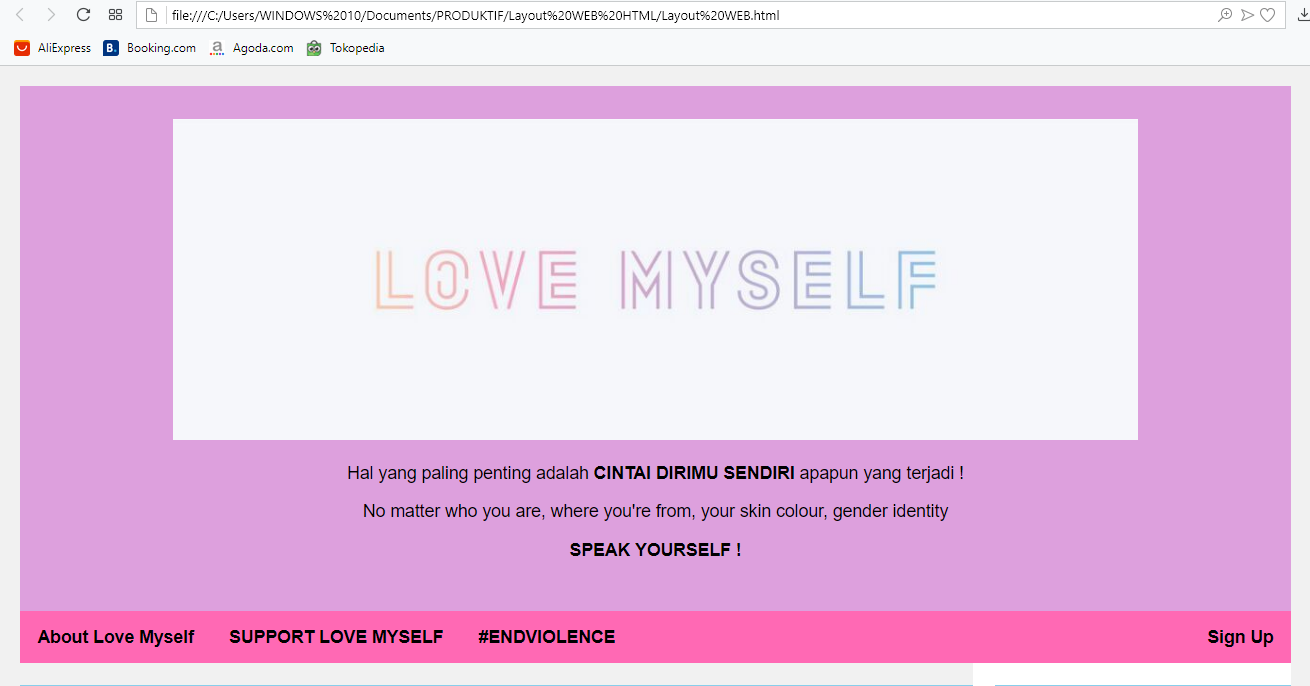 file:///C:/Users/WINDOWS%2010/Documents/PRODUKTIF/Layout%20WEB%20HTML/Layout%20WEB.html
AliExpress B. Booking.com a Agoda.com Tokopedia
LOVE MYSELF
Hal yang paling penting adalah CINTAI DIRIMU SENDIRI apapun yang terjadi !
No matter who you are, where you're from, your skin colour, gender identity
SPEAK YOURSELF !
About Love Myself SUPPORT LOVE MYSELF #ENDVIOLENCE Sign Up